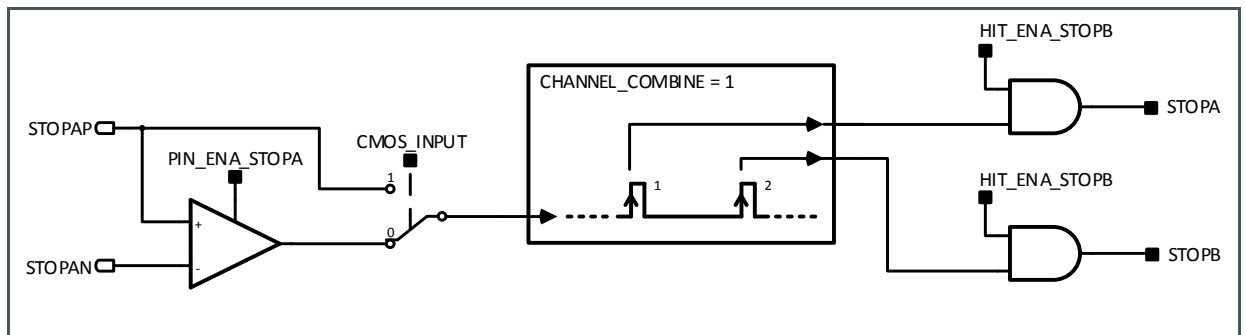 HIT_ENA_STOPB
CHANNEL_COMBINE = 1
STOPA
STOPAP
CMOS_INPUT
PIN_ENA_STOPA
1
1
2
HIT_ENA_STOPB
+
0
-
STOPAN
STOPB